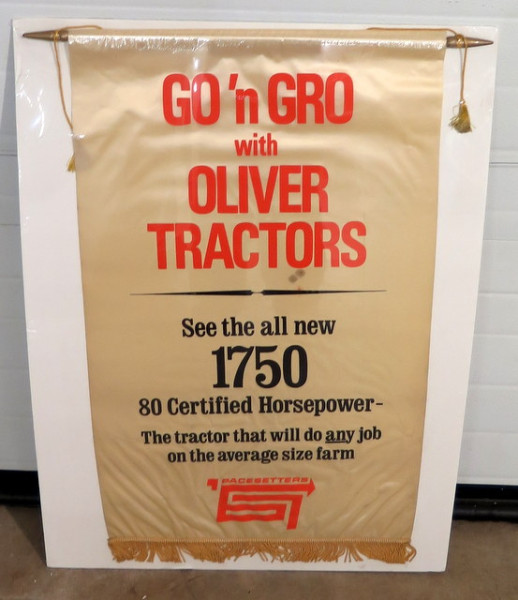 GO 'n GRO
with
OLIVER
TRACTORS
See the all new
1750
80 Certified Horsepower-
The tractor that will do any job
on the average size farm
PACESETTERS